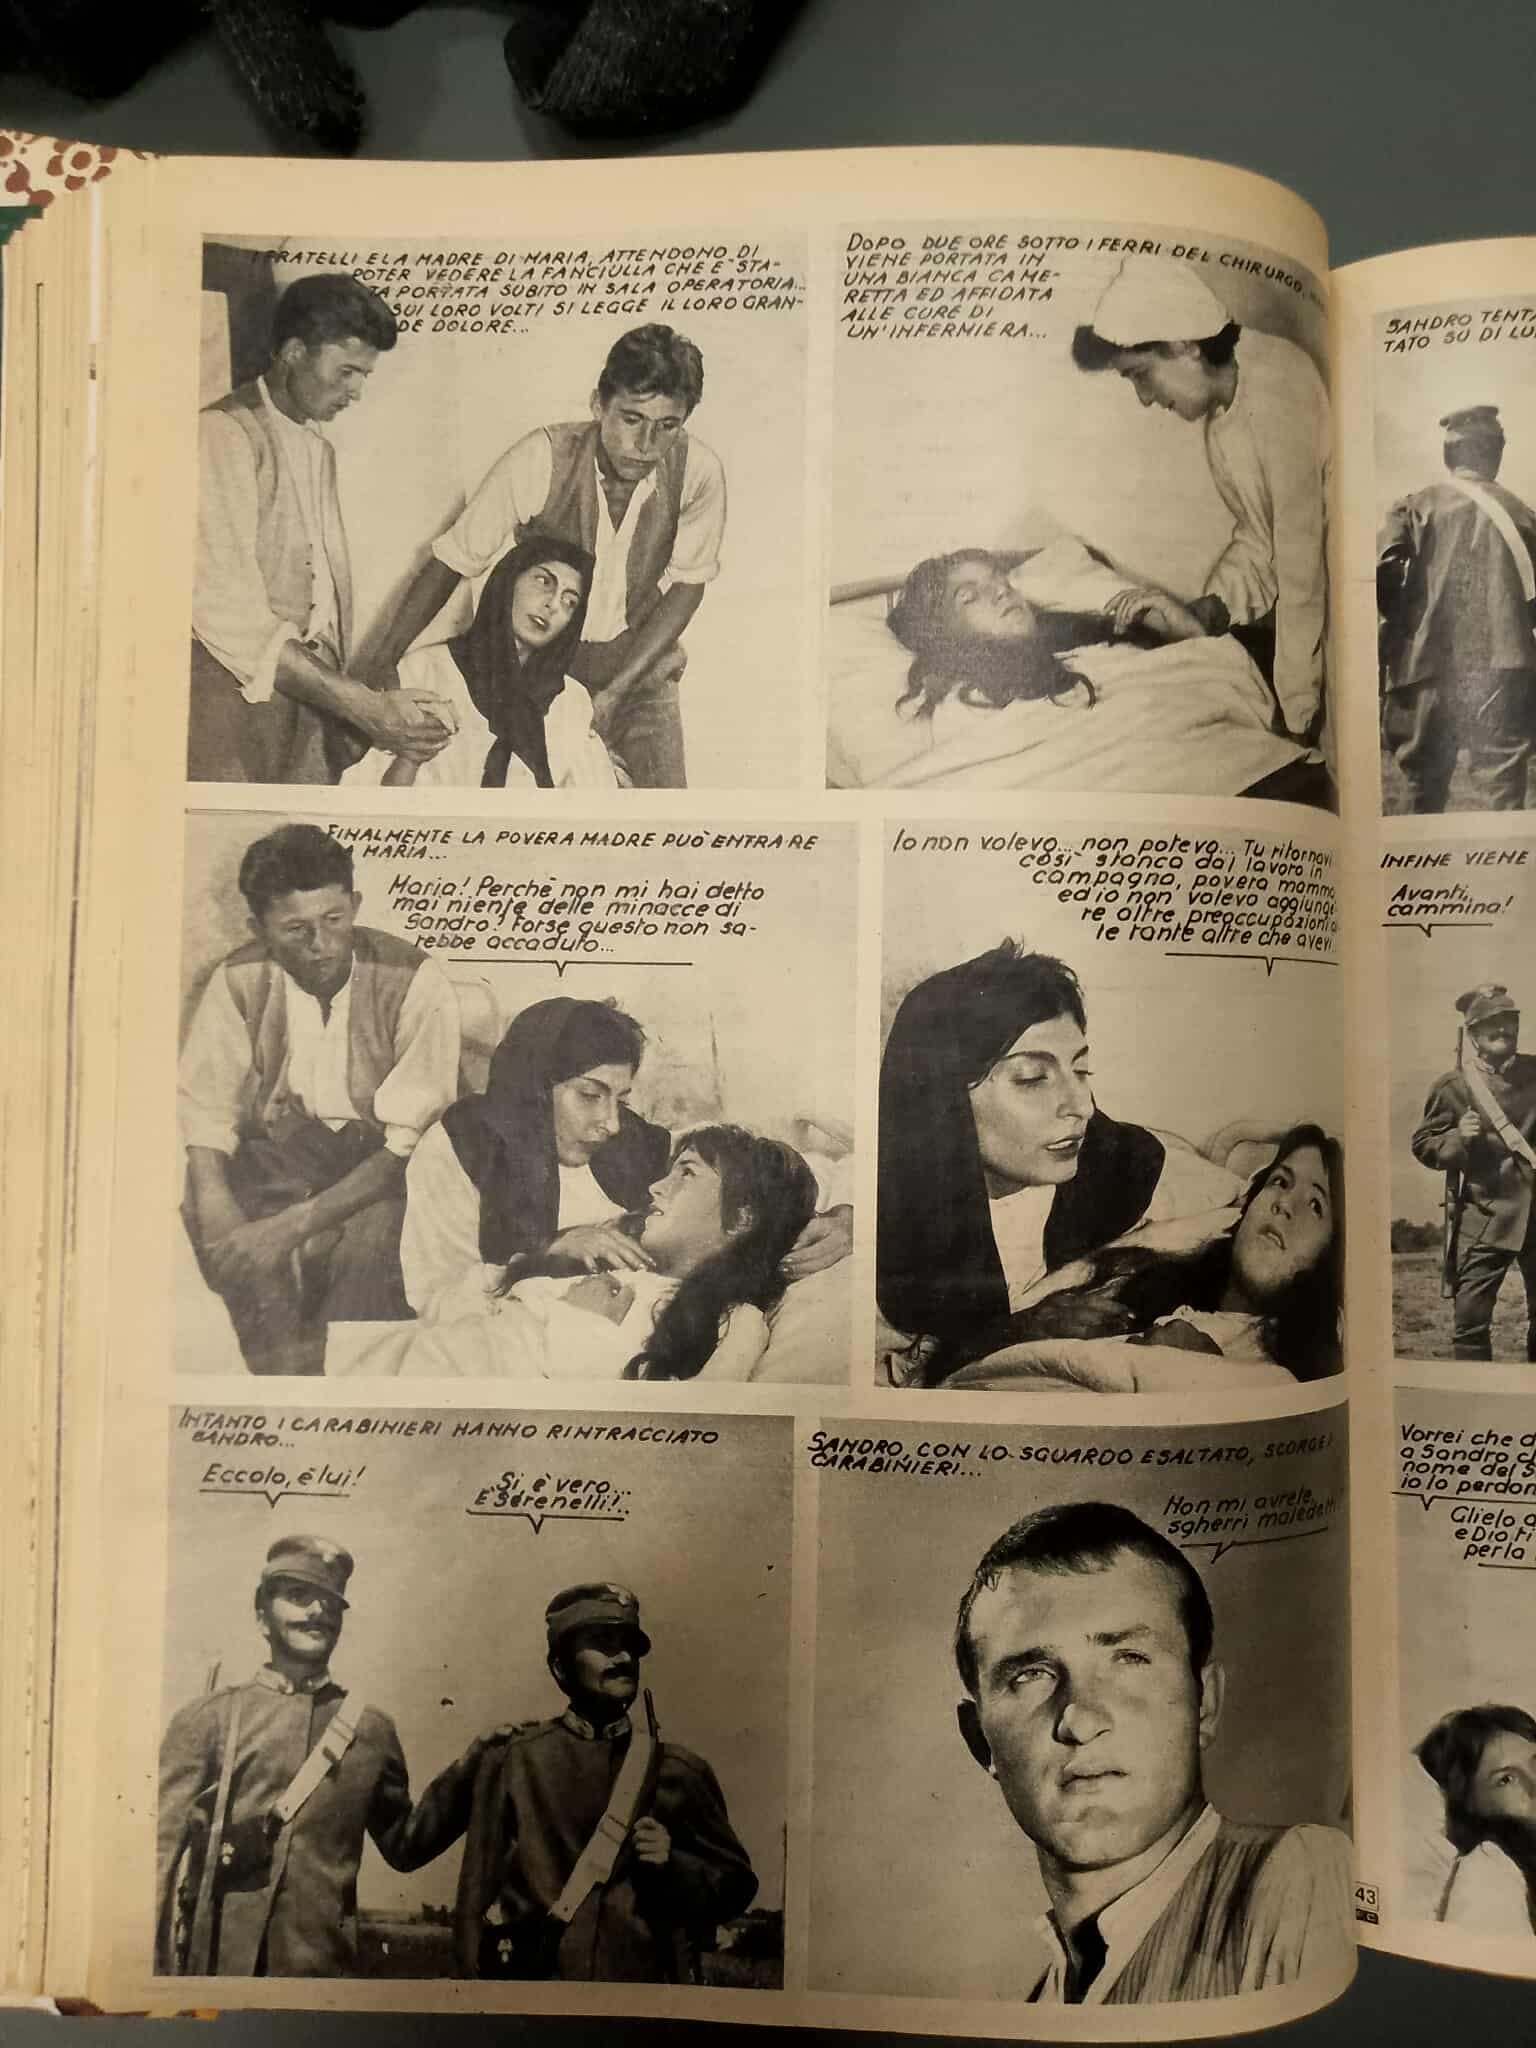 I FRATELLI E LA MADRE DI MARIA, ATTENDONO DI
POTER VEDERE LA FANCIULLA CHE È STA-
TA PORTATA SUBITO IN SALA OPERATORIA...
SUI LORO VOLTI SI LEGGE IL LORO GRAN-
DE DOLORE...
DOPO DUE ORE SOTTO I FERRI DEL CHIRURGO,
VIENE PORTATA IN
UNA BIANCA CAME-
RETTA ED AFFIDATA
ALLE CURE DI
UN'INFERMIERA...
FINALMENTE LA POVERA MADRE PUÒ ENTRARE
DA MARIA...
Maria! Perchè non mi hai detto
mai niente delle minacce di
Sandro? Forse questo non sa-
rebbe accaduto...
Io non volevo... non potevo... Tu ritornavi
così stanca dal lavoro in
campagna, povera mamma,
ed io non volevo aggiunge-
re altre preoccupazioni
le tante altre che avevi...
INTANTO I CARABINIERI HANNO RINTRACCIATO
SANDRO...
Eccolo, è lui!
Si è vero...
È Serenelli!..
SANDRO, CON LO SGUARDO ESALTATO, SCORGE I
CARABINIERI...
Non mi avrete,
sgherri maledetti!
SANDRO TENTA
TATO SU DI
INFINE VIENE
Avanti,
cammina!
Vorrei che
a Sandro
nome del
io lo
Glielo
e Dio ti
per la
43